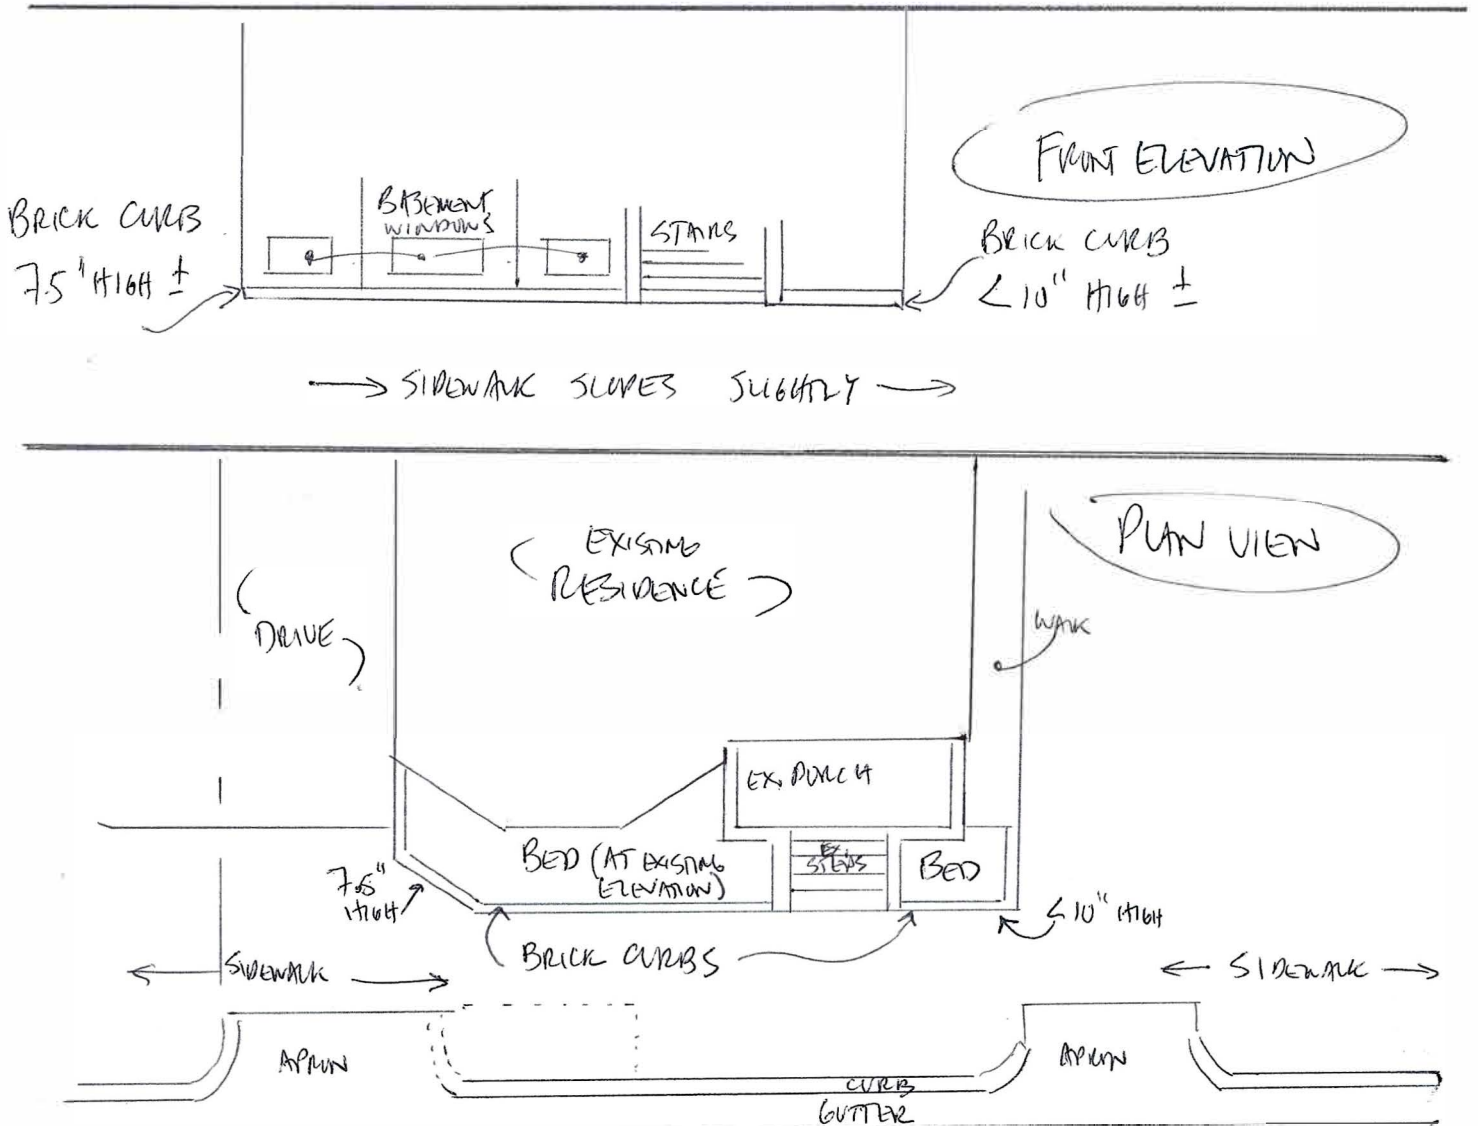 FRONT ELEVATION
BRICK CURB
7.5" HIGH ±
BASEMENT
WINDOWS
STAIRS
BRICK CURB
< 10" HIGH ±
SIDEWALK SLOPES SLIGHTLY
PLAN VIEW
EXISTING
RESIDENCE
DRIVE
WALK
EX. PORCH
BED (AT EXISTING
ELEVATION)
EX.
STEPS
BED
7.5"
HIGH
< 10" HIGH
BRICK CURBS
SIDEWALK
SIDEWALK
APRON
APRON
CURB
GUTTER